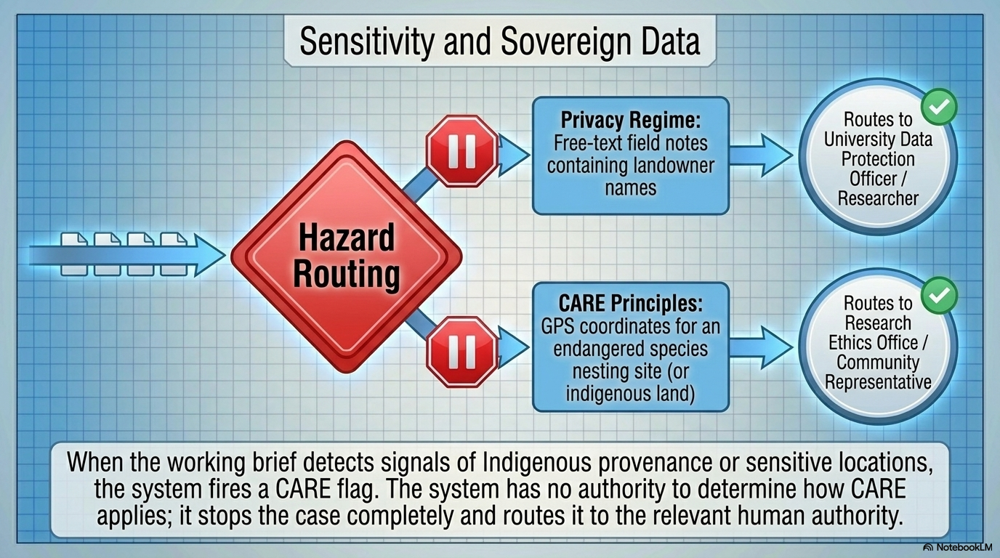 Sensitivity and Sovereign Data
Hazard
Routing
Privacy Regime:
Free-text field notes
containing landowner
names
Routes to
University Data
Protection
Officer /
Researcher
CARE Principles:
GPS coordinates for an
endangered species
nesting site (or
indigenous land)
Routes to
Research
Ethics Office /
Community
Representative
When the working brief detects signals of Indigenous provenance or sensitive locations,
the system fires a CARE flag. The system has no authority to determine how CARE
applies; it stops the case completely and routes it to the relevant human authority.
NotebookLM